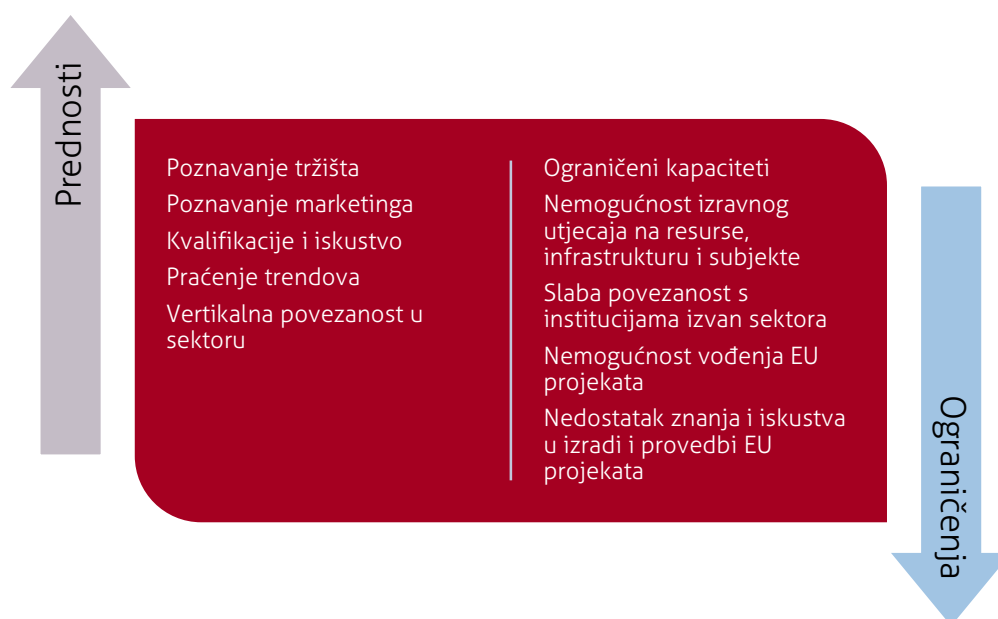 Prednosti
Poznavanje tržišta
Poznavanje marketinga
Kvalifikacije i iskustvo
Praćenje trendova
Vertikalna povezanost u
sektoru
Ograničeni kapaciteti
Nemogućnost izravnog
utjecaja na resurse,
infrastrukturu i subjekte
Slaba povezanost s
institucijama izvan sektora
Nemogućnost vođenja EU
projekata
Nedostatak znanja i iskustva
u izradi i provedbi EU
projekata
Ograničenja